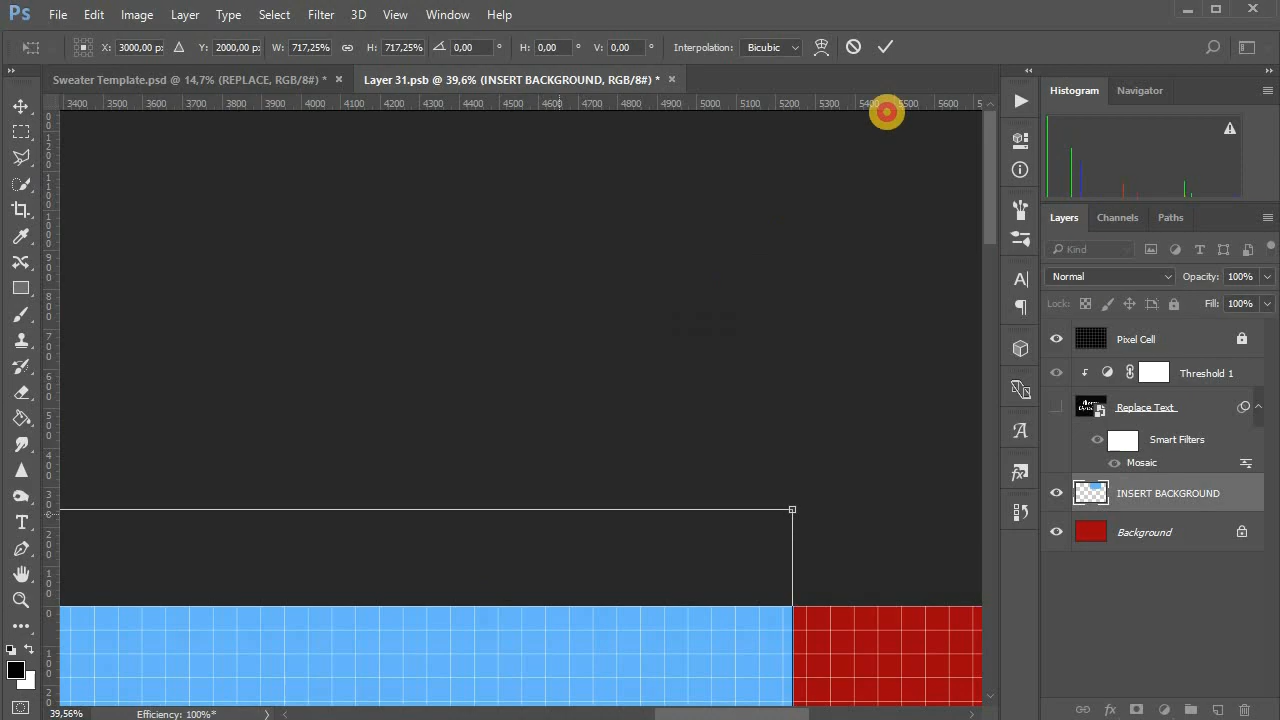 Ps File Edit Image Layer Type Select Filter 3D View Window Help
X: 3000,00 px Y: 2000,00 px W: 717,25% H: 717,25% 0,00 ° H: 0,00 ° V: 0,00 ° Interpolation: Bicubic
Sweater Template.psd @ 14,7% (REPLACE, RGB/8#) * × Layer 31.psb @ 39,6% (INSERT BACKGROUND, RGB/8#) * ×
3400 3500 3600 3700 3800 3900 4000 4100 4200 4300 4400 4500 4600 4700 4800 4900 5000 5100 5200 5300 5400 5500 5600
Histogram Navigator
Layers Channels Paths
Kind
Normal Opacity: 100%
Lock: Fill: 100%
Pixel Cell
Threshold 1
Replace Text
Smart Filters
Mosaic
INSERT BACKGROUND
Background
39,56% Efficiency: 100%*